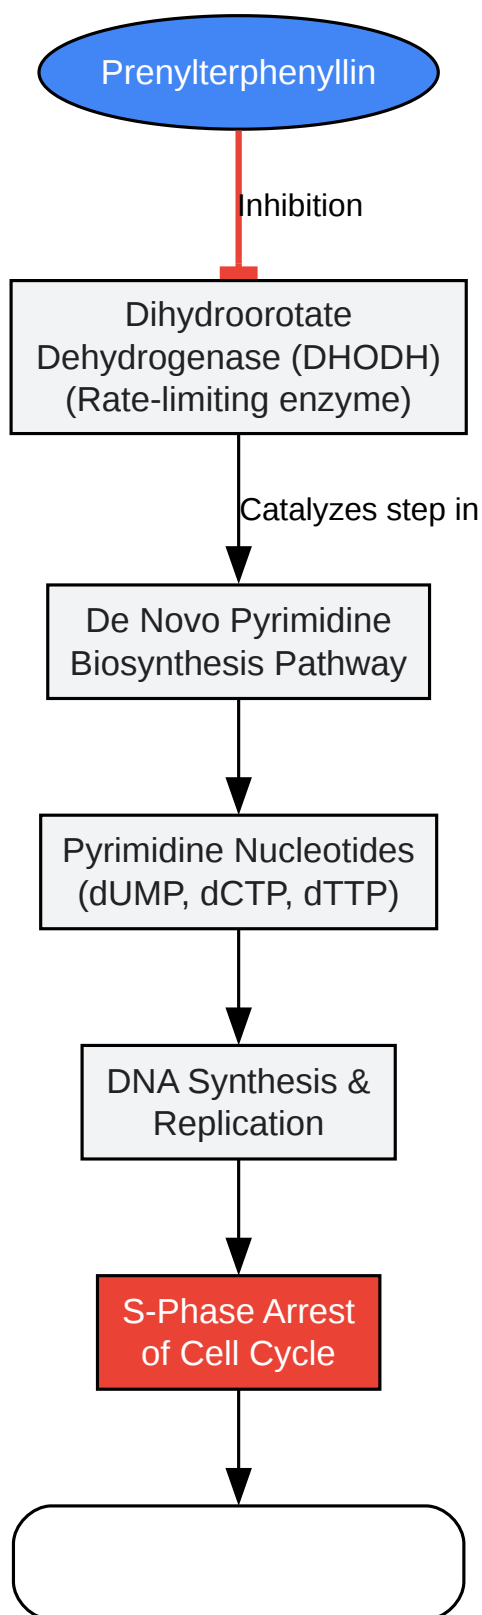 Prenylterphenyllin
Inhibition
Dihydroorotate
Dehydrogenase (DHODH)
(Rate-limiting enzyme)
Catalyzes step in
De Novo Pyrimidine
Biosynthesis Pathway
Pyrimidine Nucleotides
(dUMP, dCTP, dTTP)
DNA Synthesis &
Replication
S-Phase Arrest
of Cell Cycle